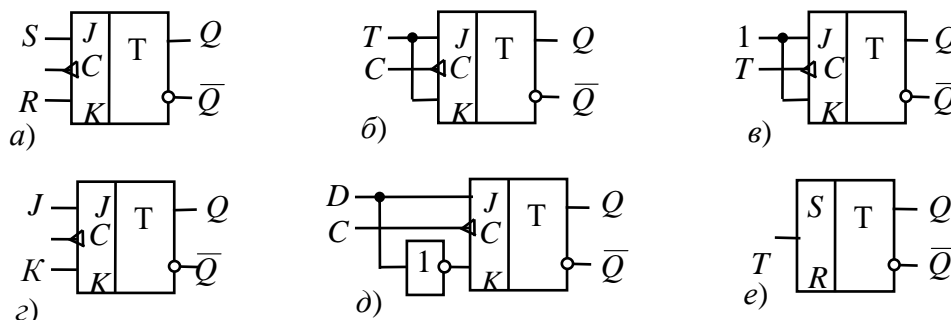 S J T Q
C
R K Q
а)
T J T Q
C C
K Q
б)
1 J T Q
T C
K Q
в)
J J T Q
C
К K Q
г)
D J T Q
C C
1 K Q
д)
S T Q
T R Q
е)